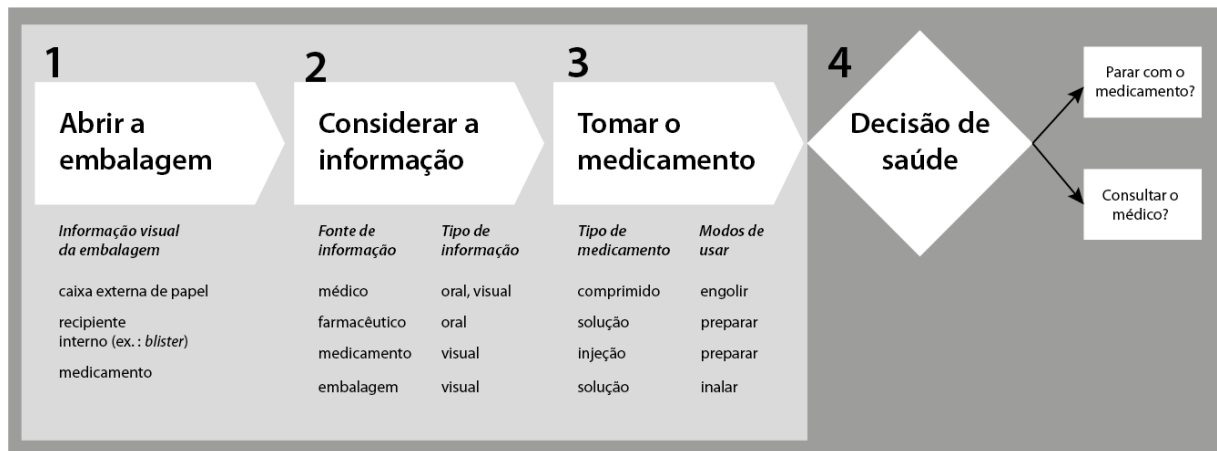 1
Abrir a
embalagem
Informação visual
da embalagem
caixa externa de papel
recipiente
interno (ex. : blister)
medicamento
2
Considerar a
informação
Fonte de
informação
Tipo de
informação
médico
oral, visual
farmacêutico
oral
medicamento
visual
embalagem
visual
3
Tomar o
medicamento
Tipo de
medicamento
Modos de
usar
comprimido
engolir
solução
preparar
injeção
preparar
solução
inalar
4
Decisão de
saúde
Parar com o
medicamento?
Consultar o
médico?